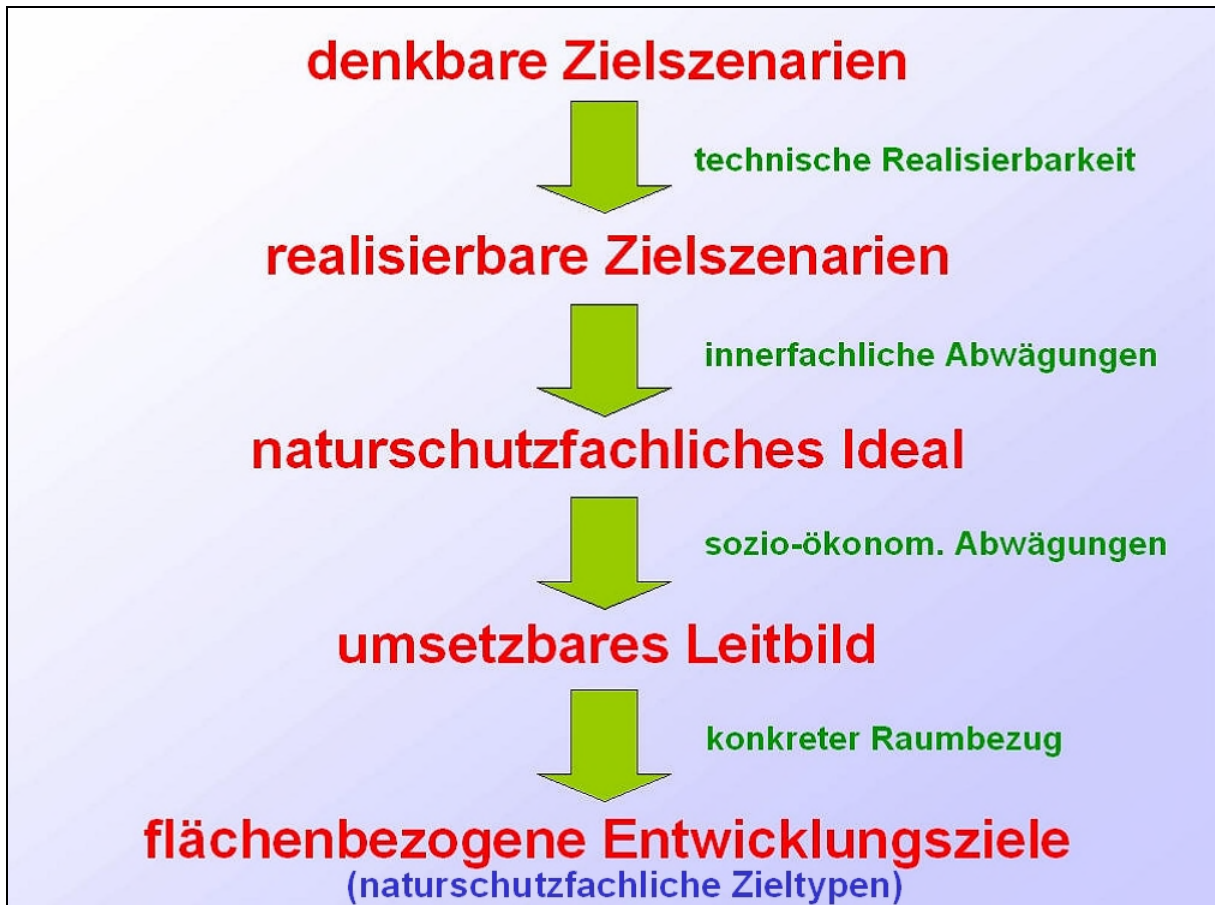 denkbare Zielszenarien
technische Realisierbarkeit
realisierbare Zielszenarien
innerfachliche Abwägungen
naturschutzfachliches Ideal
sozio-ökonom. Abwägungen
umsetzbares Leitbild
konkreter Raumbezug
flächenbezogene Entwicklungsziele
(naturschutzfachliche Zieltypen)